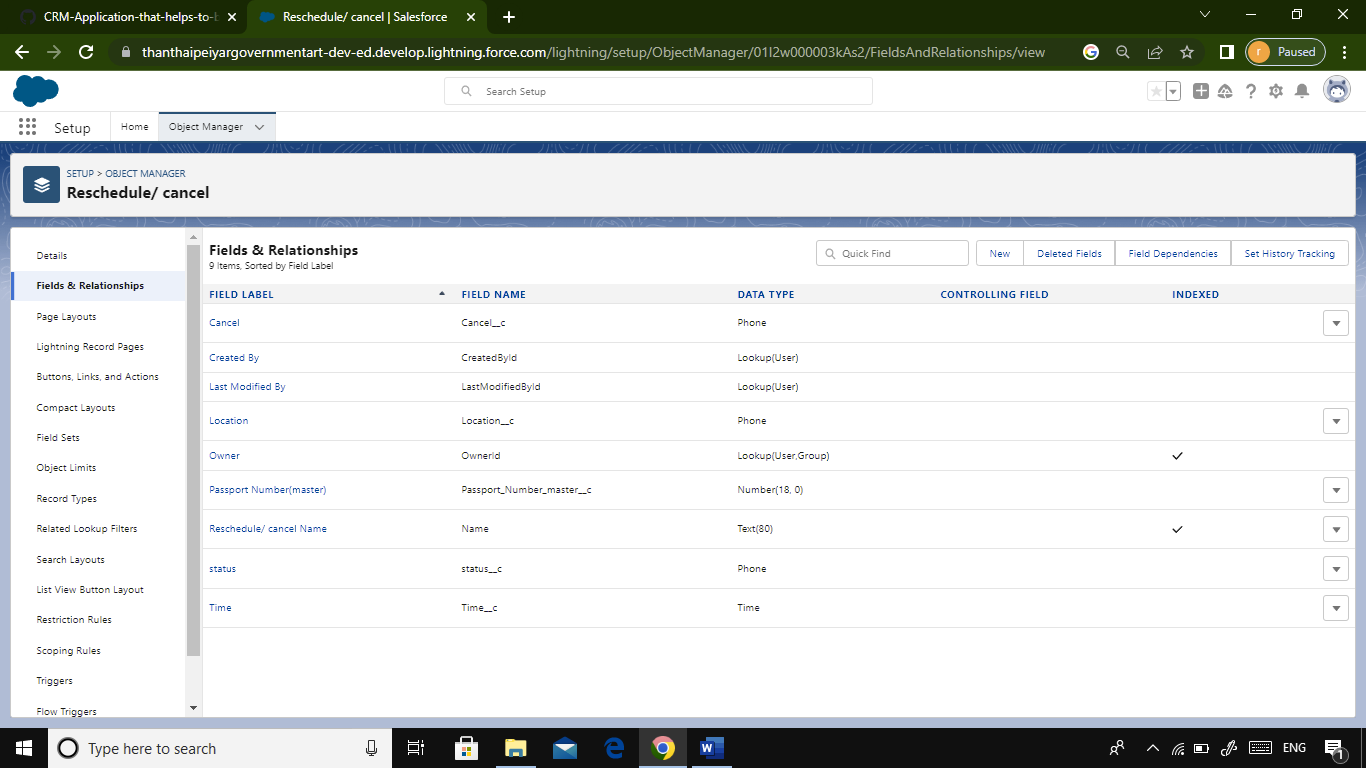 CRM-Application-that-helps-to-b
Reschedule/ cancel | Salesforce
thanthaipeiyargovernmentart-dev-ed.develop.lightning.force.com/lightning/setup/ObjectManager/01I2w000003kAs2/FieldsAndRelationships/view
r Paused
Search Setup
Setup Home Object Manager
SETUP > OBJECT MANAGER
Reschedule/ cancel
Details
Fields & Relationships
Page Layouts
Lightning Record Pages
Buttons, Links, and Actions
Compact Layouts
Field Sets
Object Limits
Record Types
Related Lookup Filters
Search Layouts
List View Button Layout
Restriction Rules
Scoping Rules
Triggers
Flow Triggers
Fields & Relationships
9 Items, Sorted by Field Label
Quick Find New Deleted Fields Field Dependencies Set History Tracking
FIELD LABEL FIELD NAME DATA TYPE CONTROLLING FIELD INDEXED
Cancel Cancel__c Phone
Created By CreatedById Lookup(User)
Last Modified By LastModifiedById Lookup(User)
Location Location__c Phone
Owner OwnerId Lookup(User,Group)
Passport Number(master) Passport_Number_master__c Number(18, 0)
Reschedule/ cancel Name Name Text(80)
status status__c Phone
Time Time__c Time
Type here to search
W
ENG
1